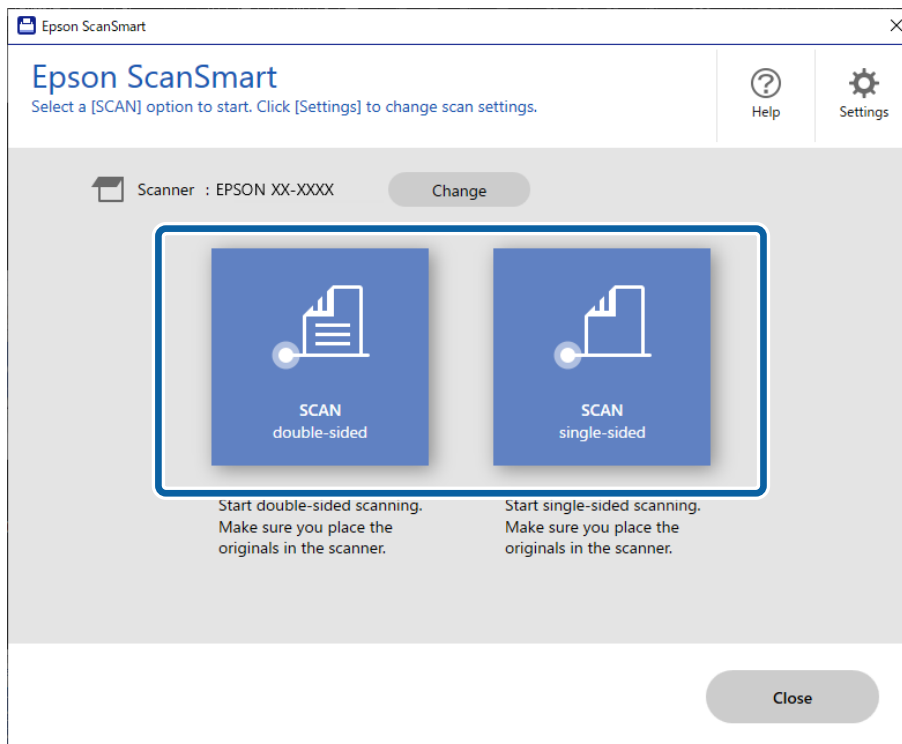 Epson ScanSmart
Epson ScanSmart
Select a [SCAN] option to start. Click [Settings] to change scan settings.
Help
Settings
Scanner : EPSON XX-XXXX
Change
SCAN
double-sided
SCAN
single-sided
Start double-sided scanning.
Make sure you place the
originals in the scanner.
Start single-sided scanning.
Make sure you place the
originals in the scanner.
Close